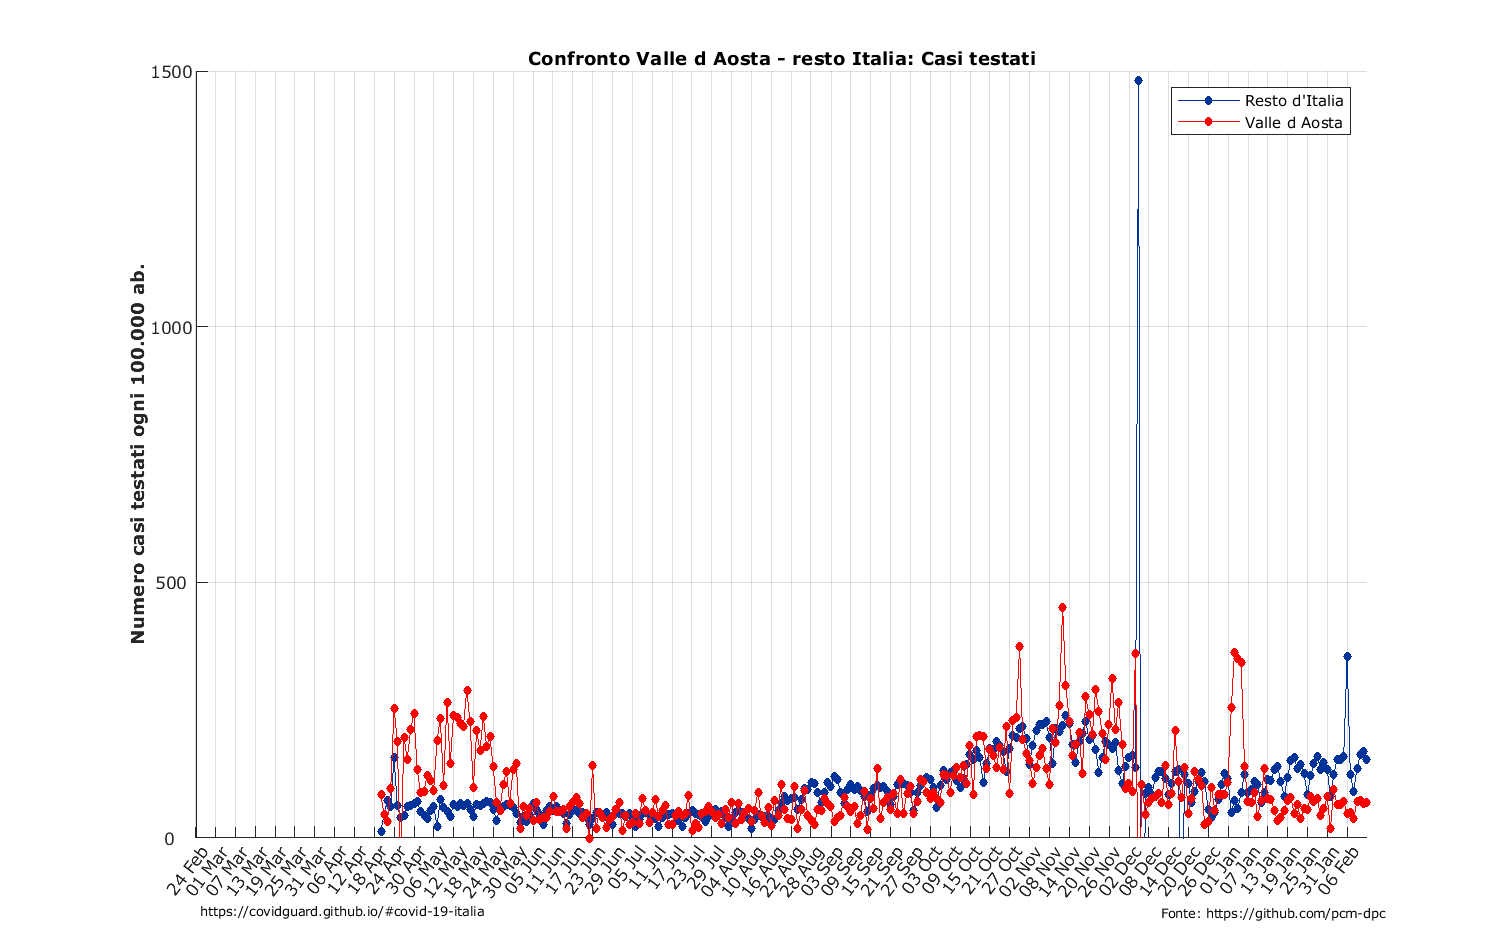 Confronto Valle d Aosta - resto Italia: Casi testati
1500
1000
500
0
Numero casi testati ogni 100.000 ab.
Resto d'Italia
Valle d Aosta
24 Feb
01 Mar
07 Mar
13 Mar
19 Mar
25 Mar
31 Mar
06 Apr
12 Apr
18 Apr
24 Apr
30 Apr
06 May
12 May
18 May
24 May
30 May
05 Jun
11 Jun
17 Jun
23 Jun
29 Jun
05 Jul
11 Jul
17 Jul
23 Jul
29 Jul
04 Aug
10 Aug
16 Aug
22 Aug
28 Aug
03 Sep
09 Sep
15 Sep
21 Sep
27 Sep
03 Oct
09 Oct
15 Oct
21 Oct
27 Oct
02 Nov
08 Nov
14 Nov
20 Nov
26 Nov
02 Dec
08 Dec
14 Dec
20 Dec
26 Dec
01 Jan
07 Jan
13 Jan
19 Jan
25 Jan
31 Jan
06 Feb
https://covidguard.github.io/#covid-19-italia
Fonte: https://github.com/pcm-dpc